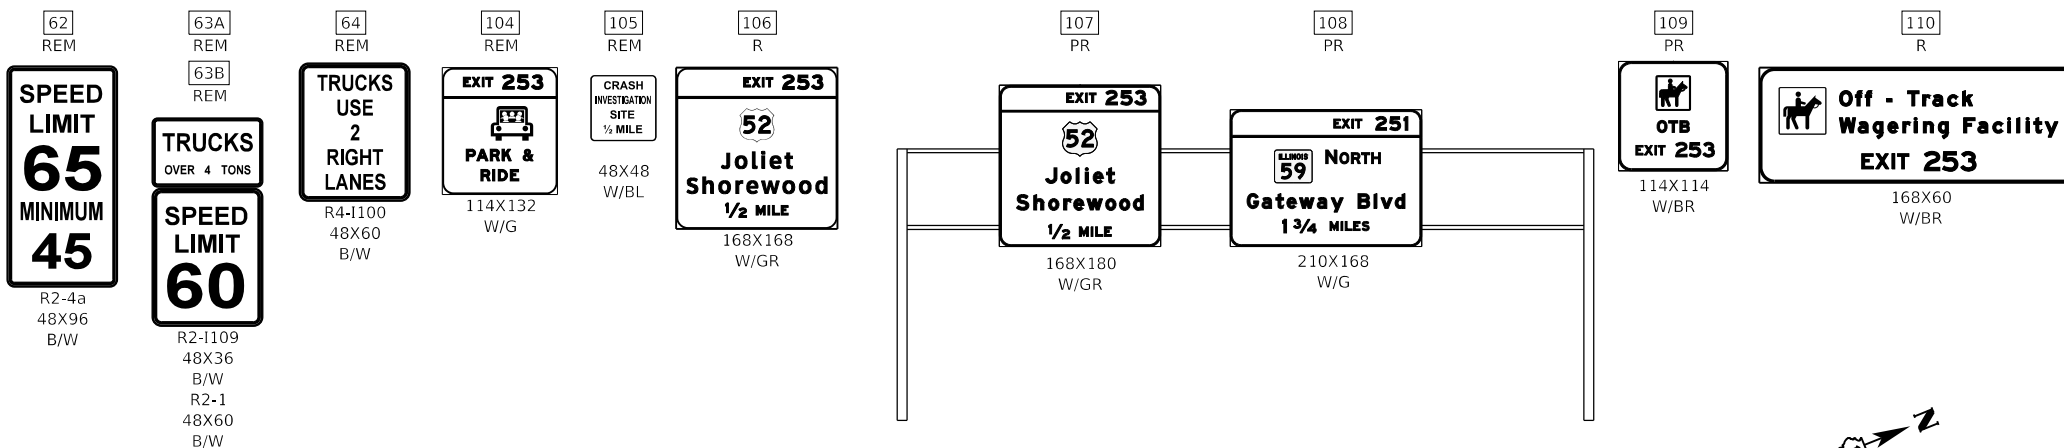 62
REM
SPEED
LIMIT
65
MINIMUM
45
R2-4a
48X96
B/W
63A
REM
63B
REM
TRUCKS
OVER 4 TONS
SPEED
LIMIT
60
R2-I109
48X36
B/W
R2-1
48X60
B/W
64
REM
TRUCKS
USE
2
RIGHT
LANES
R4-I100
48X60
B/W
104
REM
EXIT 253
PARK &
RIDE
114X132
W/G
105
REM
CRASH
INVESTIGATION
SITE
½ MILE
48X48
W/BL
106
R
EXIT 253
52
Joliet
Shorewood
1/2 MILE
168X168
W/GR
107
PR
EXIT 253
52
Joliet
Shorewood
1/2 MILE
168X180
W/GR
108
PR
EXIT 251
ILLINOIS
59 NORTH
Gateway Blvd
1 3/4 MILES
210X168
W/G
109
PR
OTB
EXIT 253
114X114
W/BR
110
R
Off - Track
Wagering Facility
EXIT 253
168X60
W/BR
N